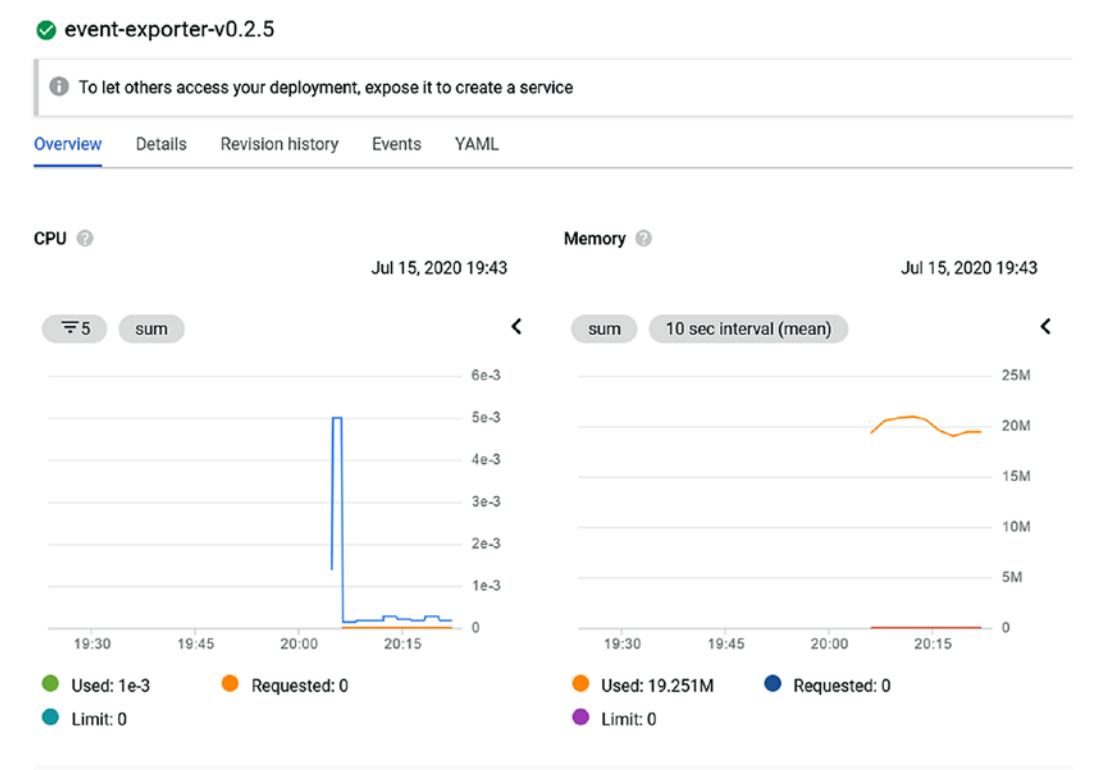 event-exporter-v0.2.5
To let others access your deployment, expose it to create a service
Overview Details Revision history Events YAML
CPU ?
Jul 15, 2020 19:43
5 sum
6e-3
5e-3
4e-3
3e-3
2e-3
1e-3
0
19:30 19:45 20:00 20:15
Used: 1e-3 Requested: 0
Limit: 0
Memory ?
Jul 15, 2020 19:43
sum 10 sec interval (mean)
25M
20M
15M
10M
5M
0
19:30 19:45 20:00 20:15
Used: 19.251M Requested: 0
Limit: 0